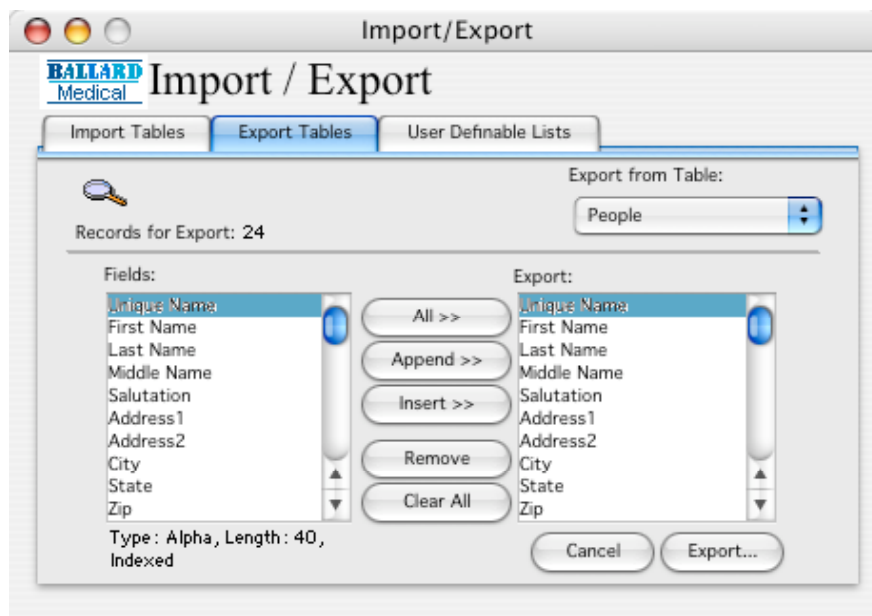 Import/Export
BALLARD
Medical
Import / Export
Import Tables
Export Tables
User Definable Lists
Export from Table:
People
Records for Export: 24
Fields:
Unique Name
First Name
Last Name
Middle Name
Salutation
Address1
Address2
City
State
Zip
Type: Alpha, Length: 40,
Indexed
All >>
Append >>
Insert >>
Remove
Clear All
Export:
Unique Name
First Name
Last Name
Middle Name
Salutation
Address1
Address2
City
State
Zip
Cancel
Export...